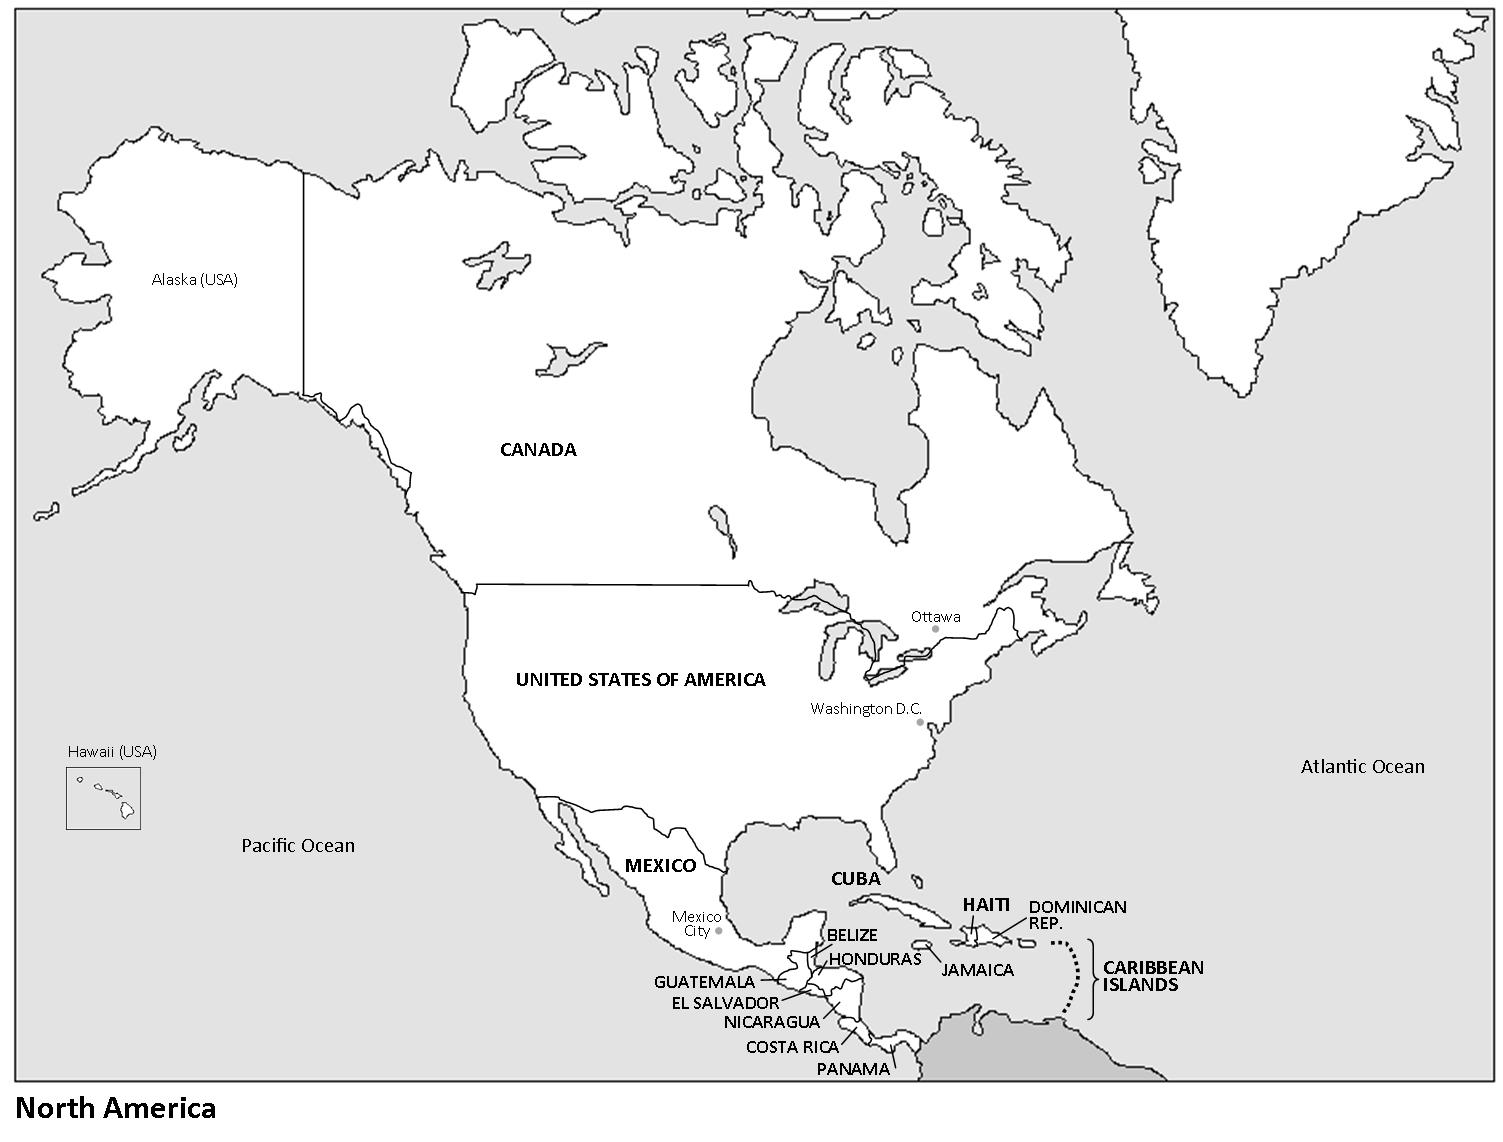 Alaska (USA)
CANADA
Ottawa
UNITED STATES OF AMERICA
Washington D.C.
Hawaii (USA)
Atlantic Ocean
Pacific Ocean
MEXICO
CUBA
HAITI
DOMINICAN
REP.
Mexico
City
BELIZE
HONDURAS
JAMAICA
CARIBBEAN
ISLANDS
GUATEMALA
EL SALVADOR
NICARAGUA
COSTA RICA
PANAMA
North America